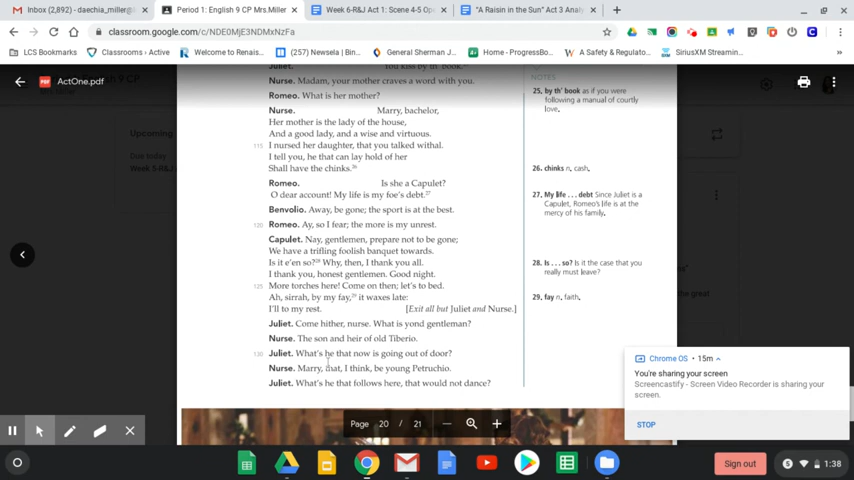 Inbox (2,892) - daechia_miller@
Period 1: English 9 CP Mrs.Miller
Week 6-R&J Act 1: Scene 4-5 Op
"A Raisin in the Sun" Act 3 Analy
classroom.google.com/c/NDE0MjE3NDMxNzFa
LCS Bookmarks
Classrooms · Active
Welcome to Renais...
(257) Newsela | Bin...
General Sherman J...
Home - ProgressBo...
A Safety & Regulato...
SiriusXM Streamin...
ActOne.pdf
Upcoming
Due today
Week 5-R&J
Juliet. You kiss by th' Book.
Nurse. Madam, your mother craves a word with you.
Romeo. What is her mother?
Nurse. Marry, bachelor,
Her mother is the lady of the house,
And a good lady, and a wise and virtuous.
115 I nursed her daughter, that you talked withal.
I tell you, he that can lay hold of her
Shall have the chinks.26
Romeo. Is she a Capulet?
O dear account! My life is my foe's debt.27
Benvolio. Away, be gone; the sport is at the best.
120 Romeo. Ay, so I fear; the more is my unrest.
Capulet. Nay, gentlemen, prepare not to be gone;
We have a trifling foolish banquet towards.
Is it e'en so?28 Why, then, I thank you all.
I thank you, honest gentlemen. Good night.
125 More torches here! Come on then; let's to bed.
Ah, sirrah, by my fay,29 it waxes late:
I'll to my rest. [Exit all but Juliet and Nurse.]
Juliet. Come hither, nurse. What is yond gentleman?
Nurse. The son and heir of old Tiberio.
130 Juliet. What's he that now is going out of door?
Nurse. Marry, that, I think, be young Petruchio.
Juliet. What's he that follows here, that would not dance?
NOTES
25. by th' book as if you were
following a manual of courtly
love.
26. chinks n. cash.
27. My life . . . debt Since Juliet is a
Capulet, Romeo's life is at the
mercy of his family.
28. Is . . . so? Is it the case that you
really must leave?
29. fay n. faith.
the great
Page 20 / 21
Chrome OS · 15m
You're sharing your screen
Screencastify - Screen Video Recorder is sharing your
screen.
STOP
Sign out
1:38